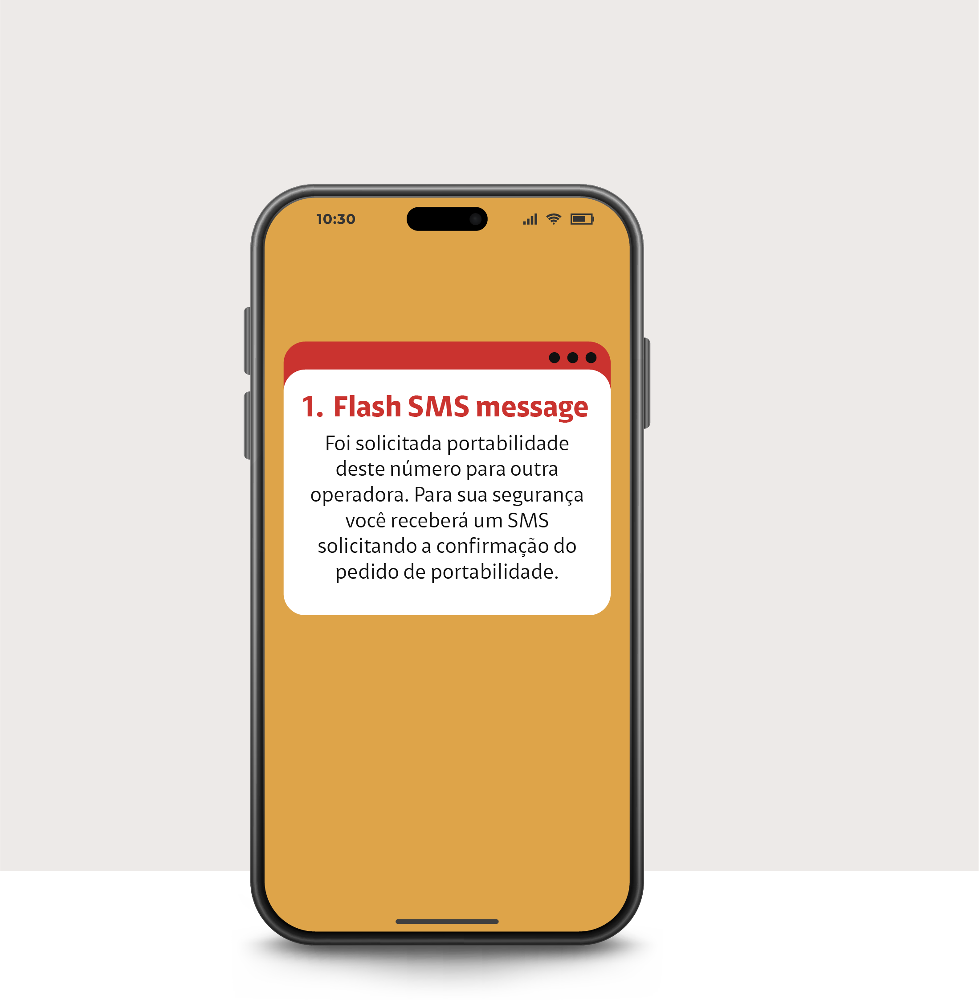 10:30
1. Flash SMS message
Foi solicitada portabilidade
deste número para outra
operadora. Para sua segurança
você receberá um SMS
solicitando a confirmação do
pedido de portabilidade.